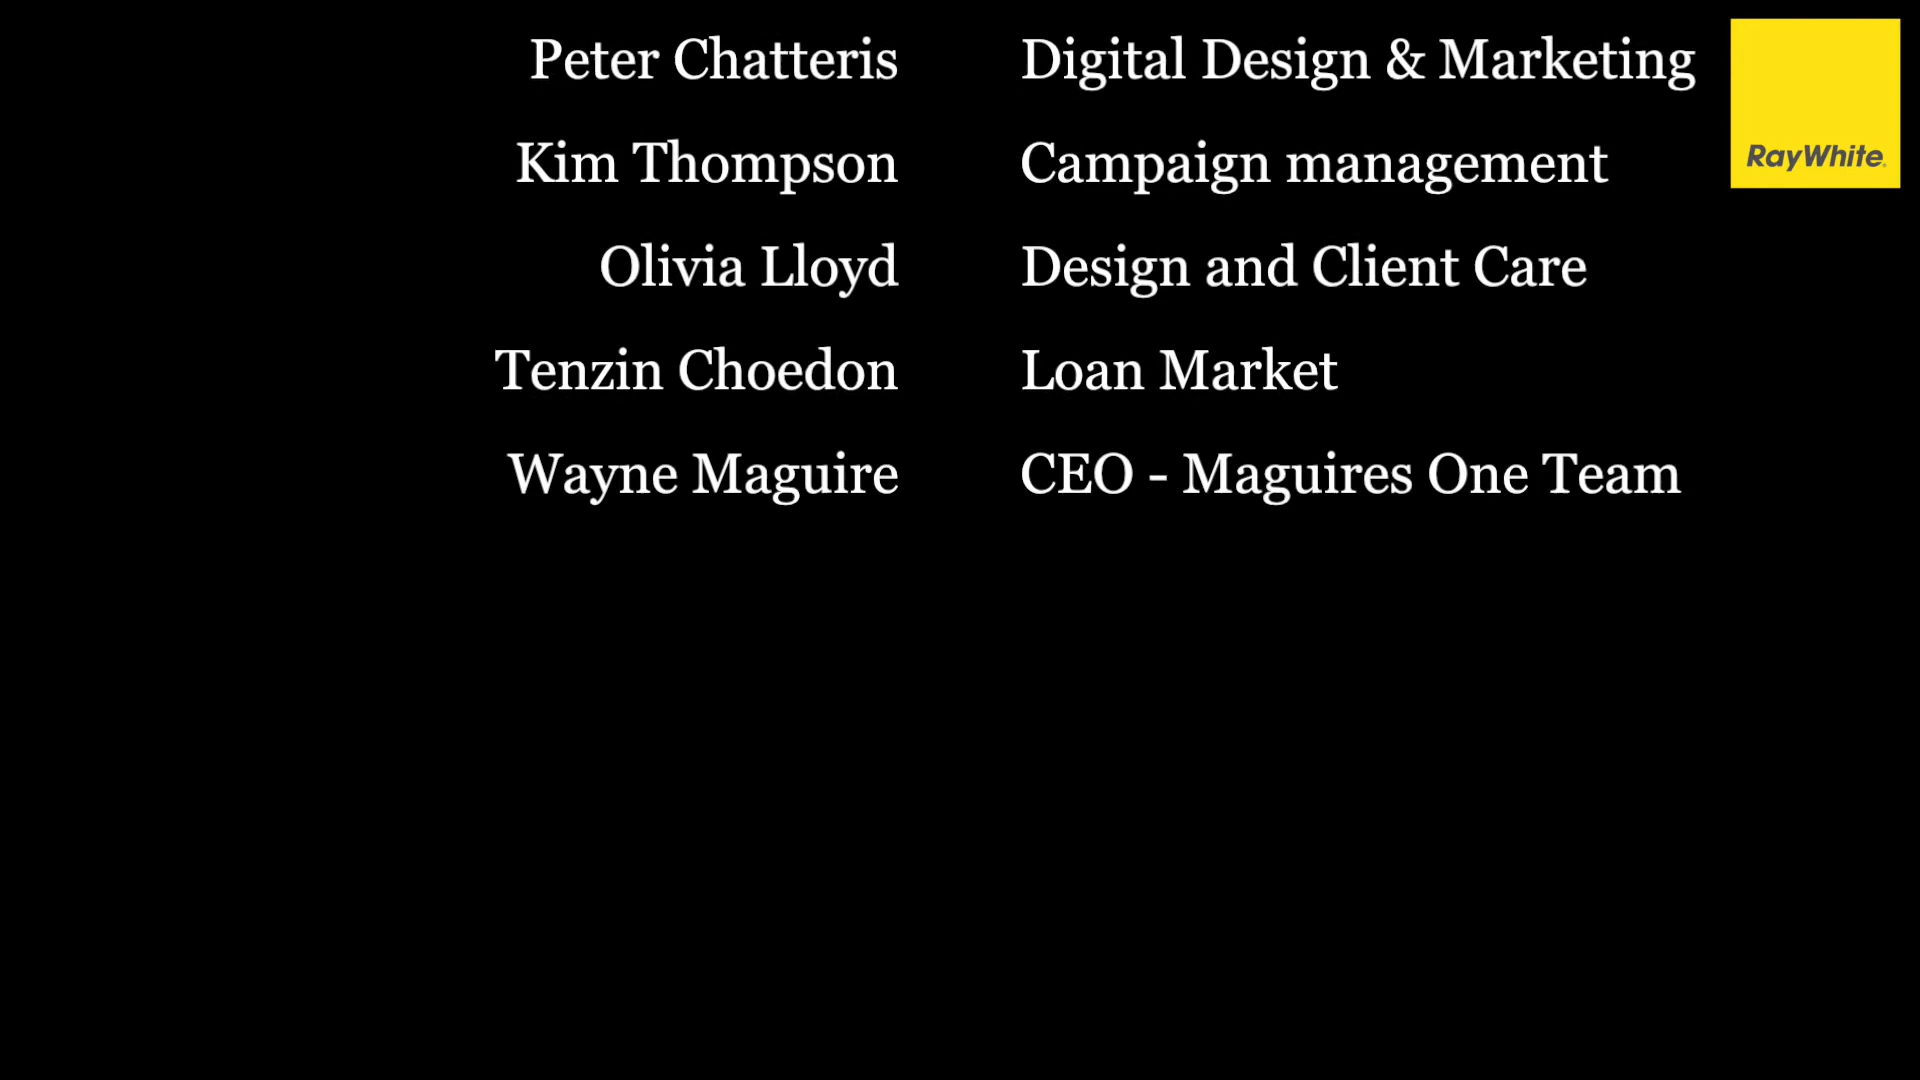 Peter Chatteris Digital Design & Marketing
Kim Thompson Campaign management
Olivia Lloyd Design and Client Care
Tenzin Choedon Loan Market
Wayne Maguire CEO - Maguires One Team
RayWhite